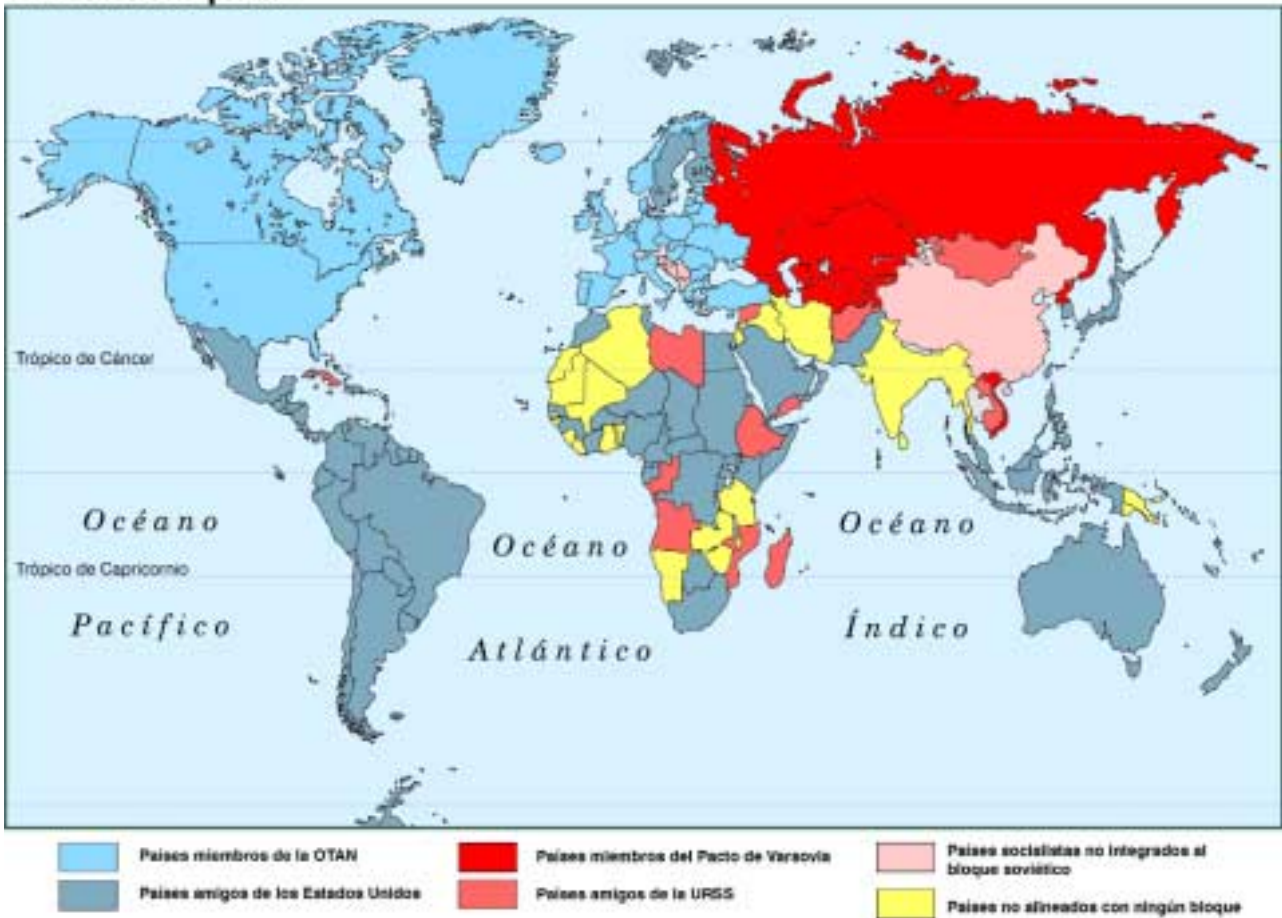 Trópico de Cáncer
Océano
Océano
Océano
Trópico de Capricornio
Pacífico
Atlántico
Índico
Países miembros de la OTAN
Países amigos de los Estados Unidos
Países miembros del Pacto de Varsovia
Países amigos de la URSS
Países socialistas no integrados al
bloque soviético
Países no alineados con ningún bloque